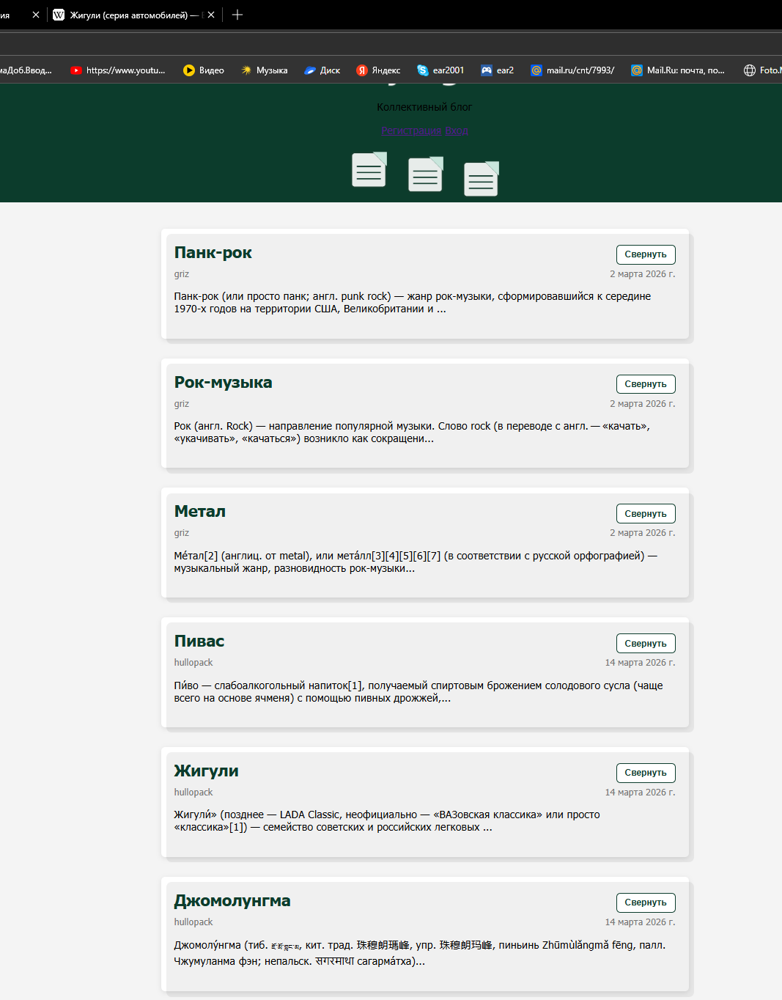 ия
Жигули (серия автомобилей) —
маДоб.Ввод...
https://www.youtu...
Видео
Музыка
Диск
Яндекс
ear2001
ear2
mail.ru/cnt/7993/
Mail.Ru: почта, по...
Foto.M
Коллективный блог
Регистрация Вход
Панк-рок
Свернуть
griz
2 марта 2026 г.
Панк-рок (или просто панк; англ. punk rock) — жанр рок-музыки, сформировавшийся к середине
1970-х годов на территории США, Великобритании и ...
Рок-музыка
Свернуть
griz
2 марта 2026 г.
Рок (англ. Rock) — направление популярной музыки. Слово rock (в переводе с англ. — «качать»,
«укачивать», «качаться») возникло как сокращени...
Метал
Свернуть
griz
2 марта 2026 г.
Ме́тал[2] (англиц. от metal), или мета́лл[3][4][5][6][7] (в соответствии с русской орфографией) —
музыкальный жанр, разновидность рок-музыки...
Пивас
Свернуть
hullopack
14 марта 2026 г.
Пи́во — слабоалкогольный напиток[1], получаемый спиртовым брожением солодового сусла (чаще
всего на основе ячменя) с помощью пивных дрожжей,...
Жигули
Свернуть
hullopack
14 марта 2026 г.
Жигули́» (позднее — LADA Classic, неофициально — «ВАЗовская классика» или просто
«классика»[1]) — семейство советских и российских легковых ...
Джомолунгма
Свернуть
hullopack
14 марта 2026 г.
Джомолу́нгма (тиб. ཇོ་མོ་གླང་མ, кит. трад. 珠穆朗瑪峰, упр. 珠穆朗玛峰, пиньинь Zhūmùlǎngmǎ fēng, палл.
Чжумуланма фэн; непальск. सगरमाथा сагарма́тха)...